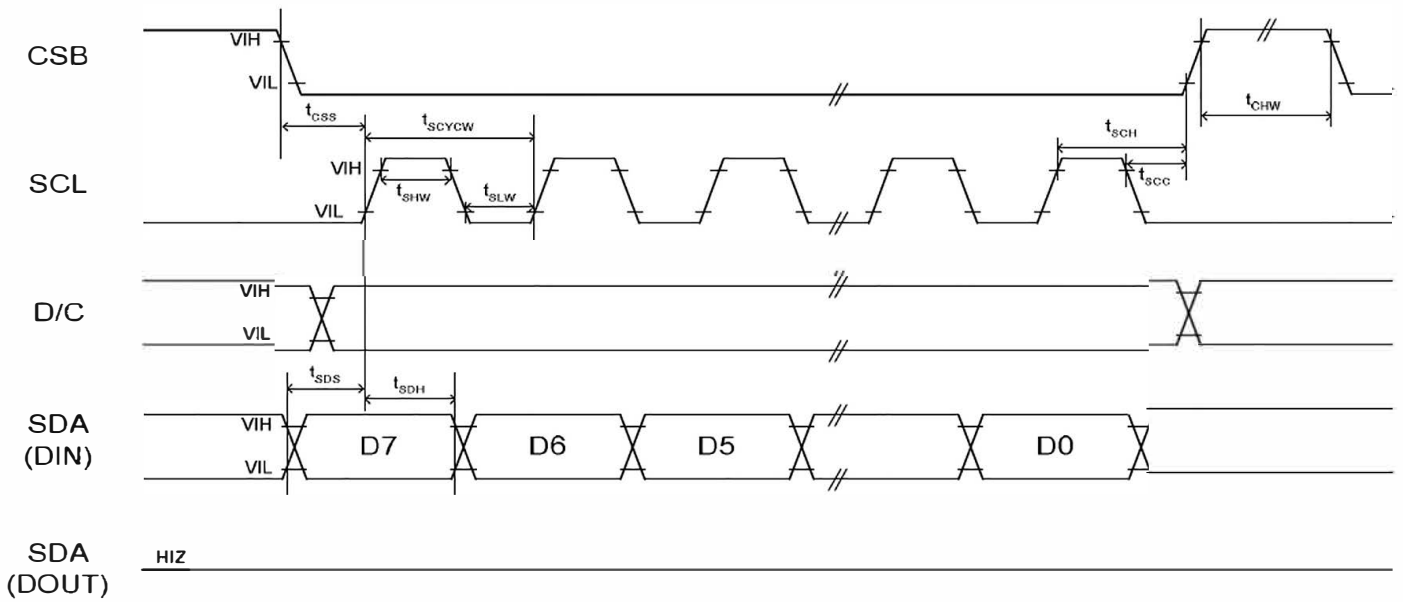 CSB
VIH
VIL
tCSS
tSCYCW
tSCH
tCHW
SCL
VIH
VIL
tSHW
tSLW
tSCC
D/C
VIH
VIL
tSDS
tSDH
SDA
(DIN)
VIH
VIL
D7
D6
D5
D0
SDA
(DOUT)
HIZ